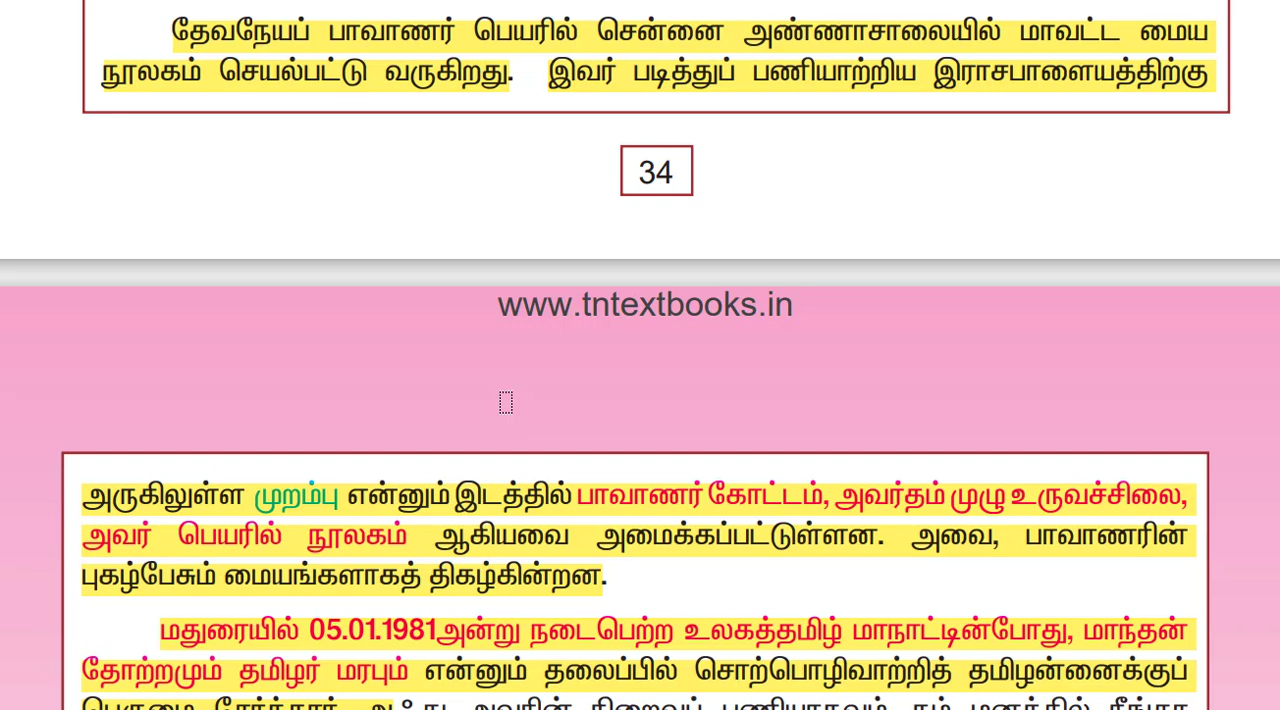 தேவநேயப் பாவாணர் பெயரில் சென்னை அண்ணாசாலையில் மாவட்ட மைய
நூலகம் செயல்பட்டு வருகிறது. இவர் படித்துப் பணியாற்றிய இராசபாளையத்திற்கு
34
www.tntextbooks.in
அருகிலுள்ள முறம்பு என்னும் இடத்தில் பாவாணர் கோட்டம், அவர்தம் முழு உருவச்சிலை,
அவர் பெயரில் நூலகம் ஆகியவை அமைக்கப்பட்டுள்ளன. அவை, பாவாணரின்
புகழ்பேசும் மையங்களாகத் திகழ்கின்றன.
மதுரையில் 05.01.1981அன்று நடைபெற்ற உலகத்தமிழ் மாநாட்டின்போது, மாந்தன்
தோற்றமும் தமிழர் மரபும் என்னும் தலைப்பில் சொற்பொழிவாற்றித் தமிழன்னைக்குப்